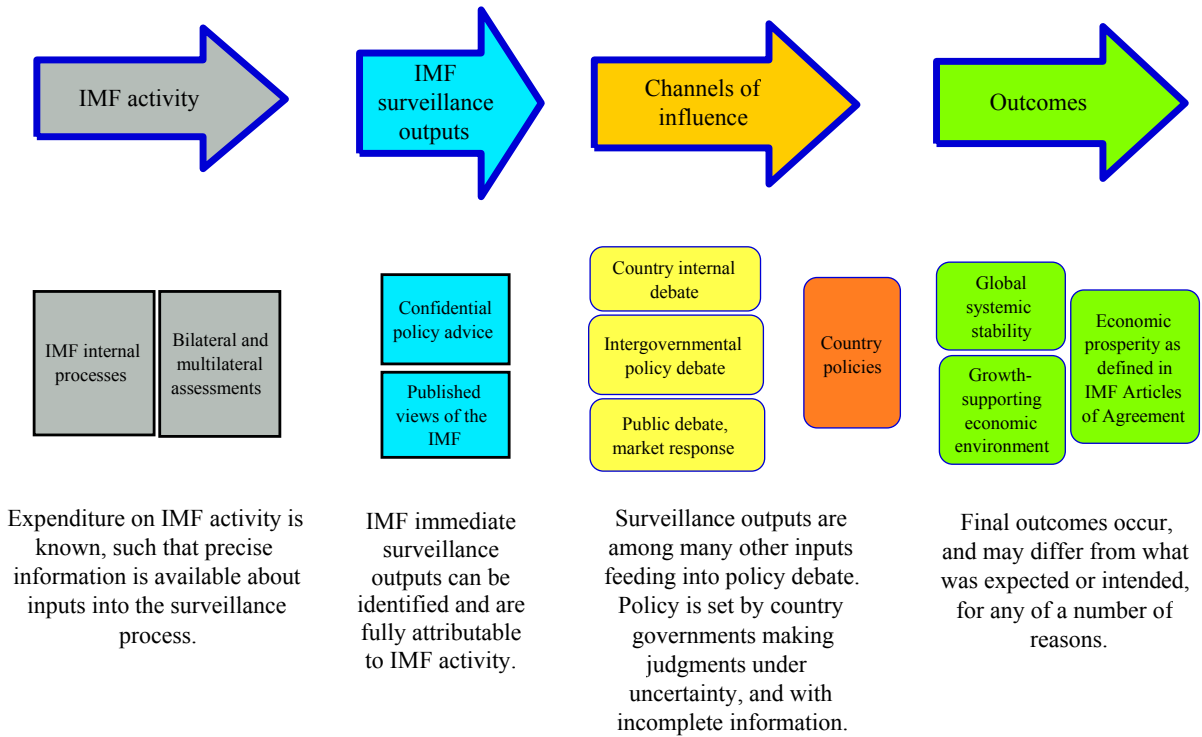 IMF activity
IMF
surveillance
outputs
Channels of
influence
Outcomes
IMF internal
processes
Bilateral and
multilateral
assessments
Confidential
policy advice
Published
views of the
IMF
Country internal
debate
Intergovernmental
policy debate
Public debate,
market response
Country
policies
Global
systemic
stability
Growth-
supporting
economic
environment
Economic
prosperity as
defined in
IMF Articles
of Agreement
Expenditure on IMF activity is
known, such that precise
information is available about
inputs into the surveillance
process.
IMF immediate
surveillance
outputs can be
identified and are
fully attributable
to IMF activity.
Surveillance outputs are
among many other inputs
feeding into policy debate.
Policy is set by country
governments making
judgments under
uncertainty, and with
incomplete information.
Final outcomes occur,
and may differ from what
was expected or intended,
for any of a number of
reasons.